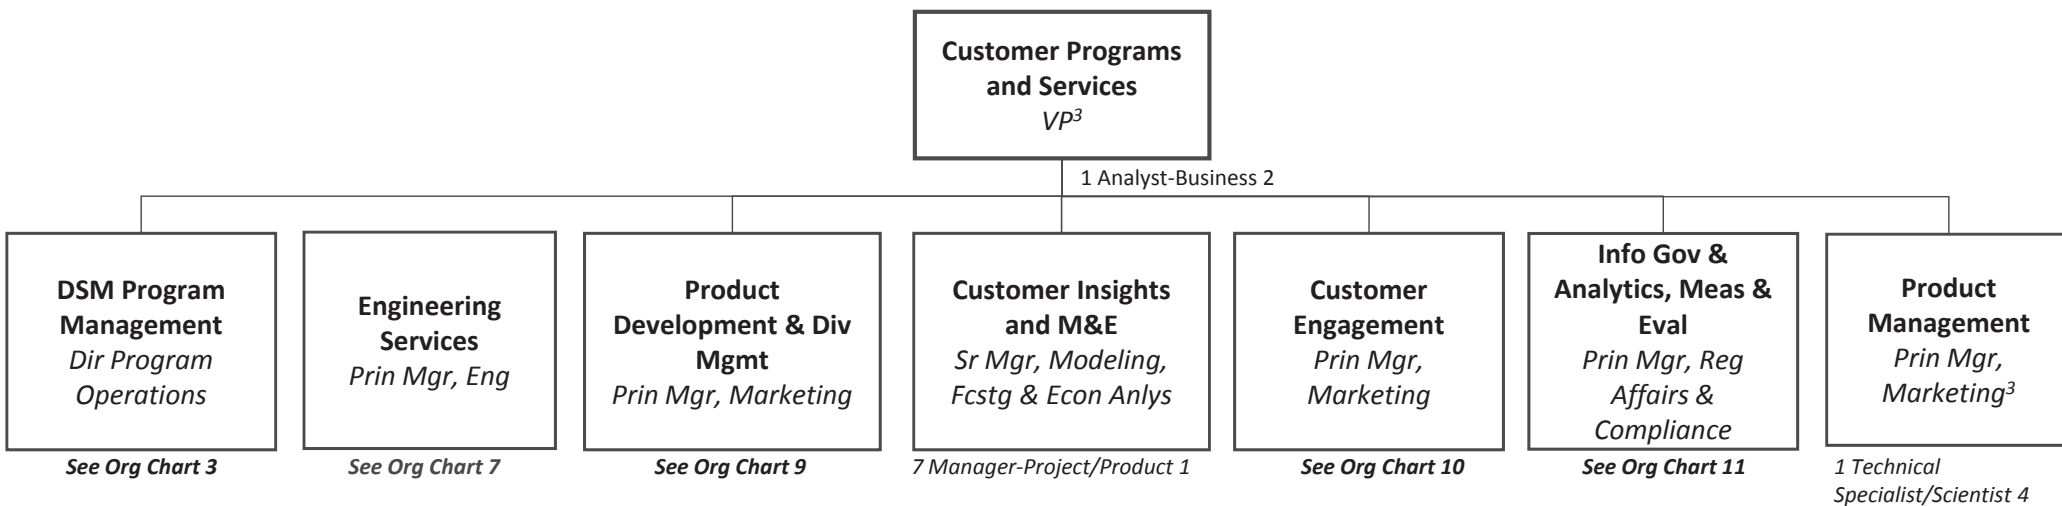 Customer Programs
and Services
VP³
1 Analyst-Business 2
DSM Program
Management
Dir Program
Operations
See Org Chart 3
Engineering
Services
Prin Mgr, Eng
See Org Chart 7
Product
Development & Div
Mgmt
Prin Mgr, Marketing
See Org Chart 9
Customer Insights
and M&E
Sr Mgr, Modeling,
Fcstg & Econ Anlys
7 Manager-Project/Product 1
Customer
Engagement
Prin Mgr,
Marketing
See Org Chart 10
Info Gov &
Analytics, Meas &
Eval
Prin Mgr, Reg
Affairs &
Compliance
See Org Chart 11
Product
Management
Prin Mgr,
Marketing³
1 Technical
Specialist/Scientist 4